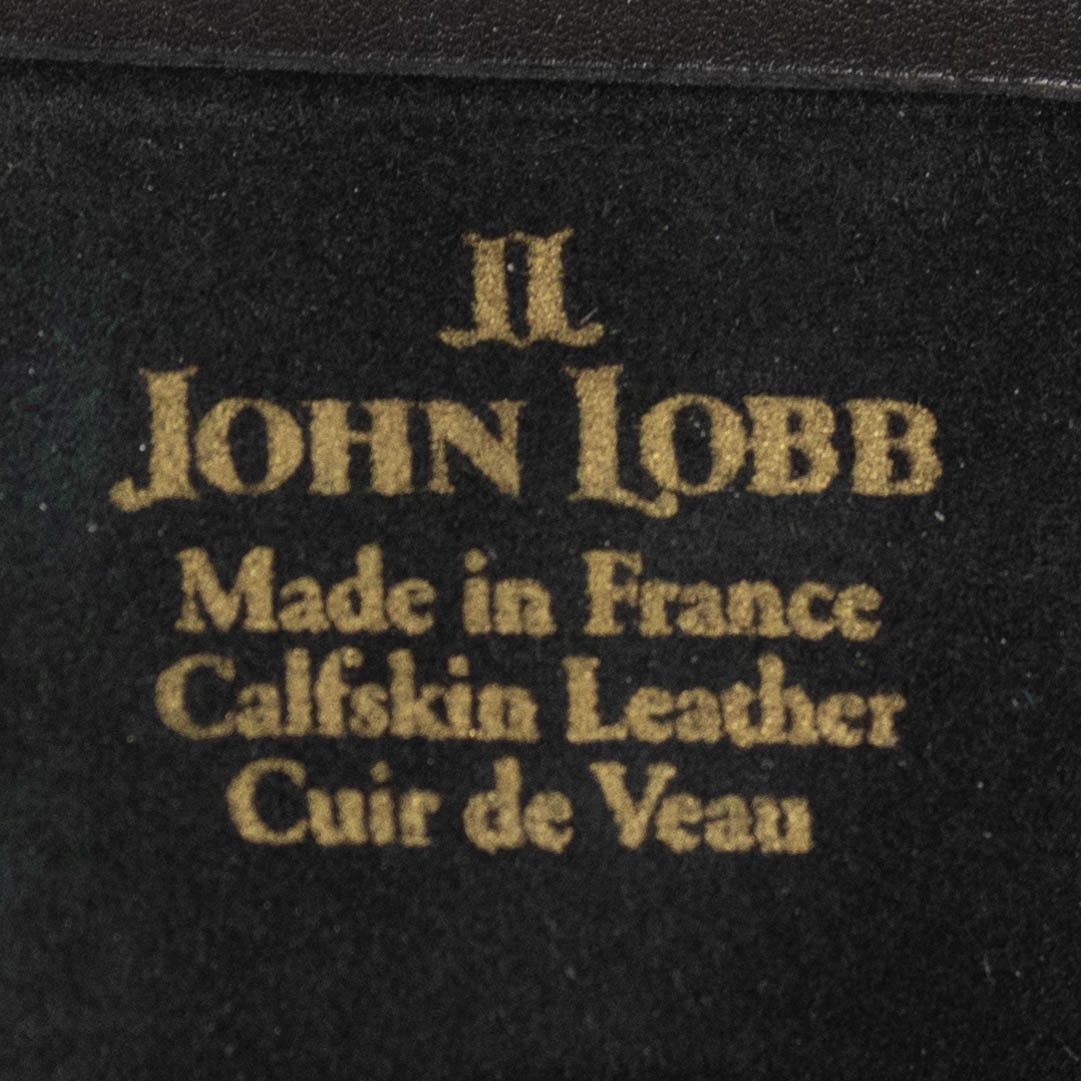 JL
JOHN LOBB
Made in France
Calfskin Leather
Cuir de Veau